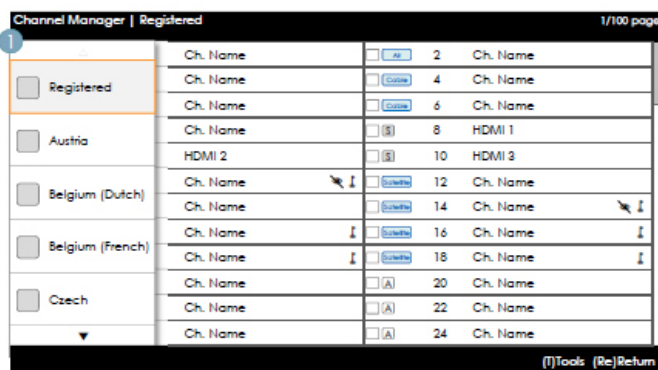 Channel Manager | Registered 1/100 page
1
Registered
Austria
Belgium (Dutch)
Belgium (French)
Czech
▼
Ch. Name Air 2 Ch. Name
Ch. Name Cable 4 Ch. Name
Ch. Name Cable 6 Ch. Name
Ch. Name S 8 HDMI 1
HDMI 2 S 10 HDMI 3
Ch. Name Satellite 12 Ch. Name
Ch. Name Satellite 14 Ch. Name
Ch. Name Satellite 16 Ch. Name
Ch. Name Satellite 18 Ch. Name
Ch. Name A 20 Ch. Name
Ch. Name A 22 Ch. Name
Ch. Name A 24 Ch. Name
(T)Tools (Re)Return